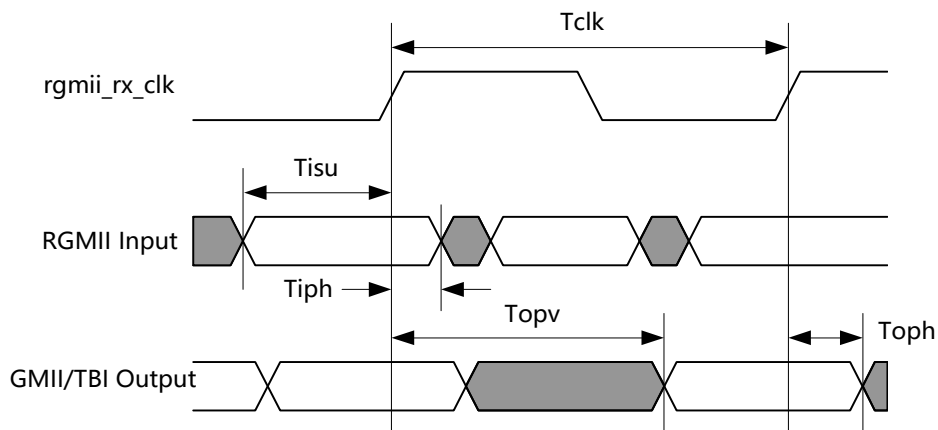 Tclk
rgmii_rx_clk
Tisu
RGMII Input
Tiph
Topv
Toph
GMII/TBI Output